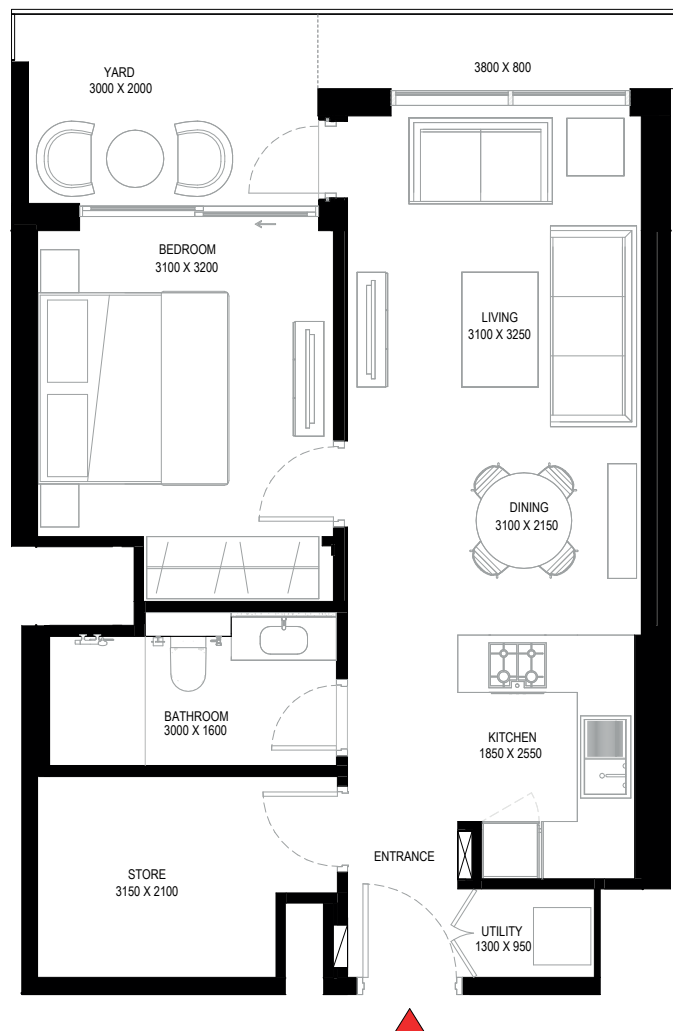 YARD
3000 X 2000
3800 X 800
BEDROOM
3100 X 3200
LIVING
3100 X 3250
DINING
3100 X 2150
BATHROOM
3000 X 1600
KITCHEN
1850 X 2550
ENTRANCE
STORE
3150 X 2100
UTILITY
1300 X 950